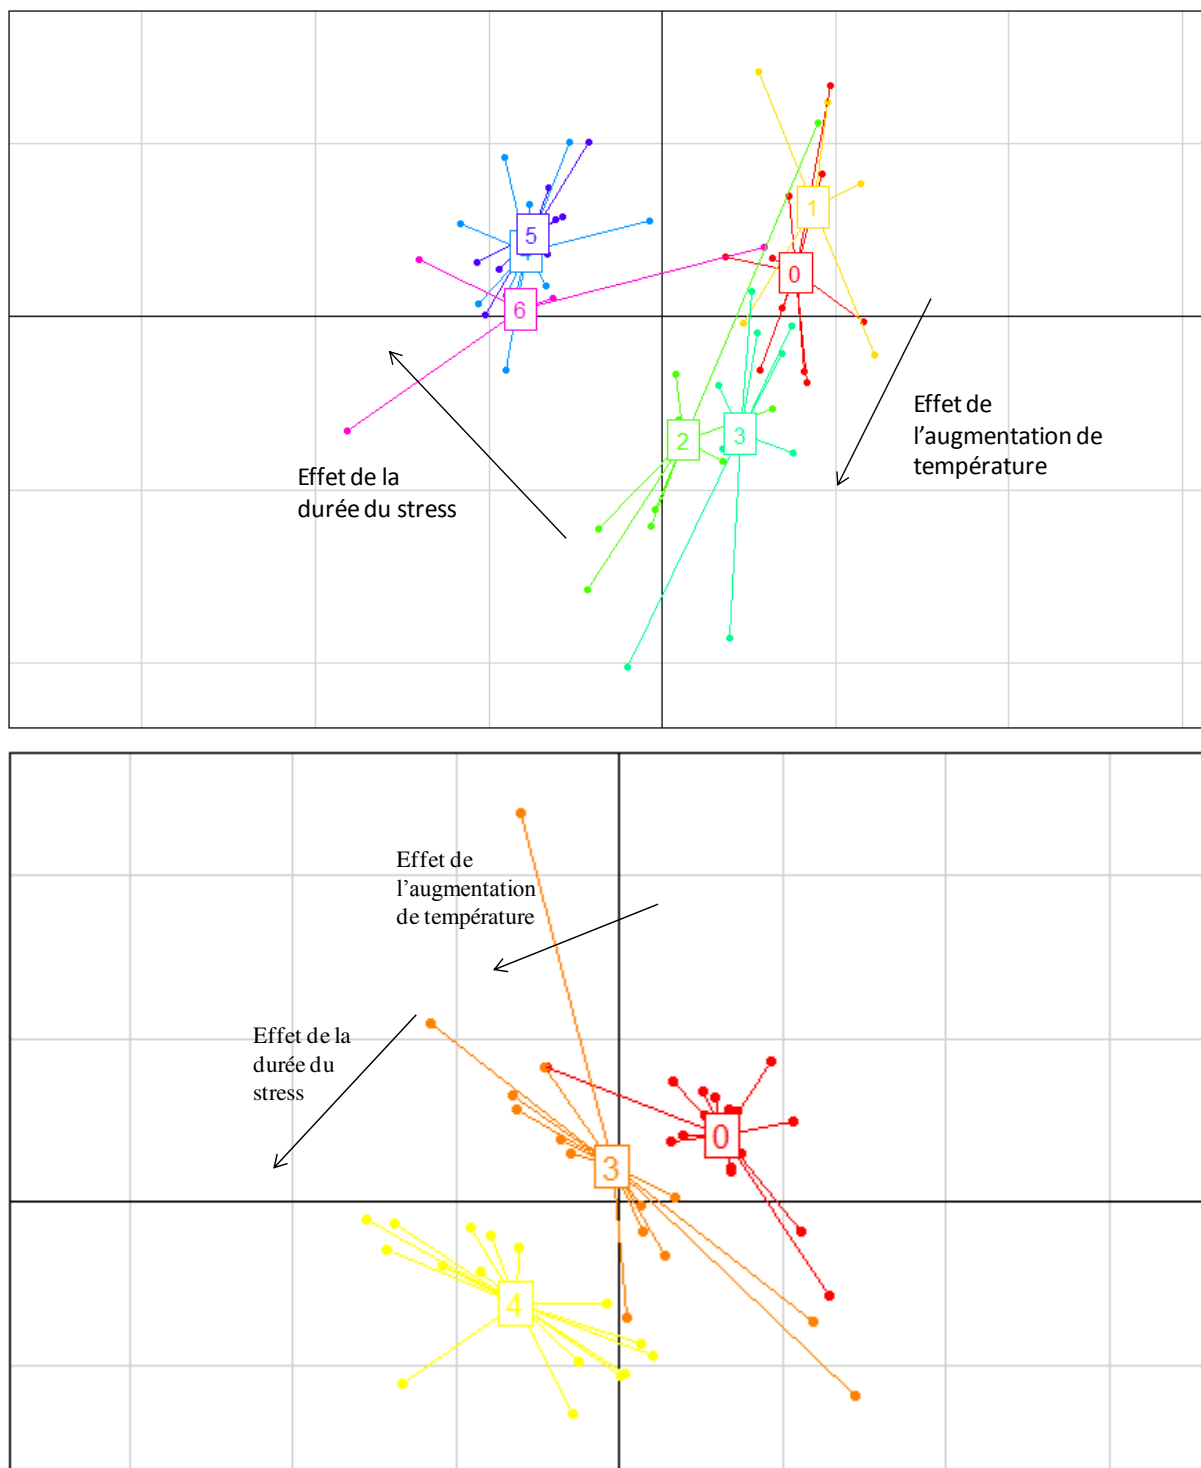 1
5
0
6
Effet de
l'augmentation de
température
2
3
Effet de la
durée du stress
Effet de
l'augmentation
de température
Effet de la
durée du
stress
0
3
4